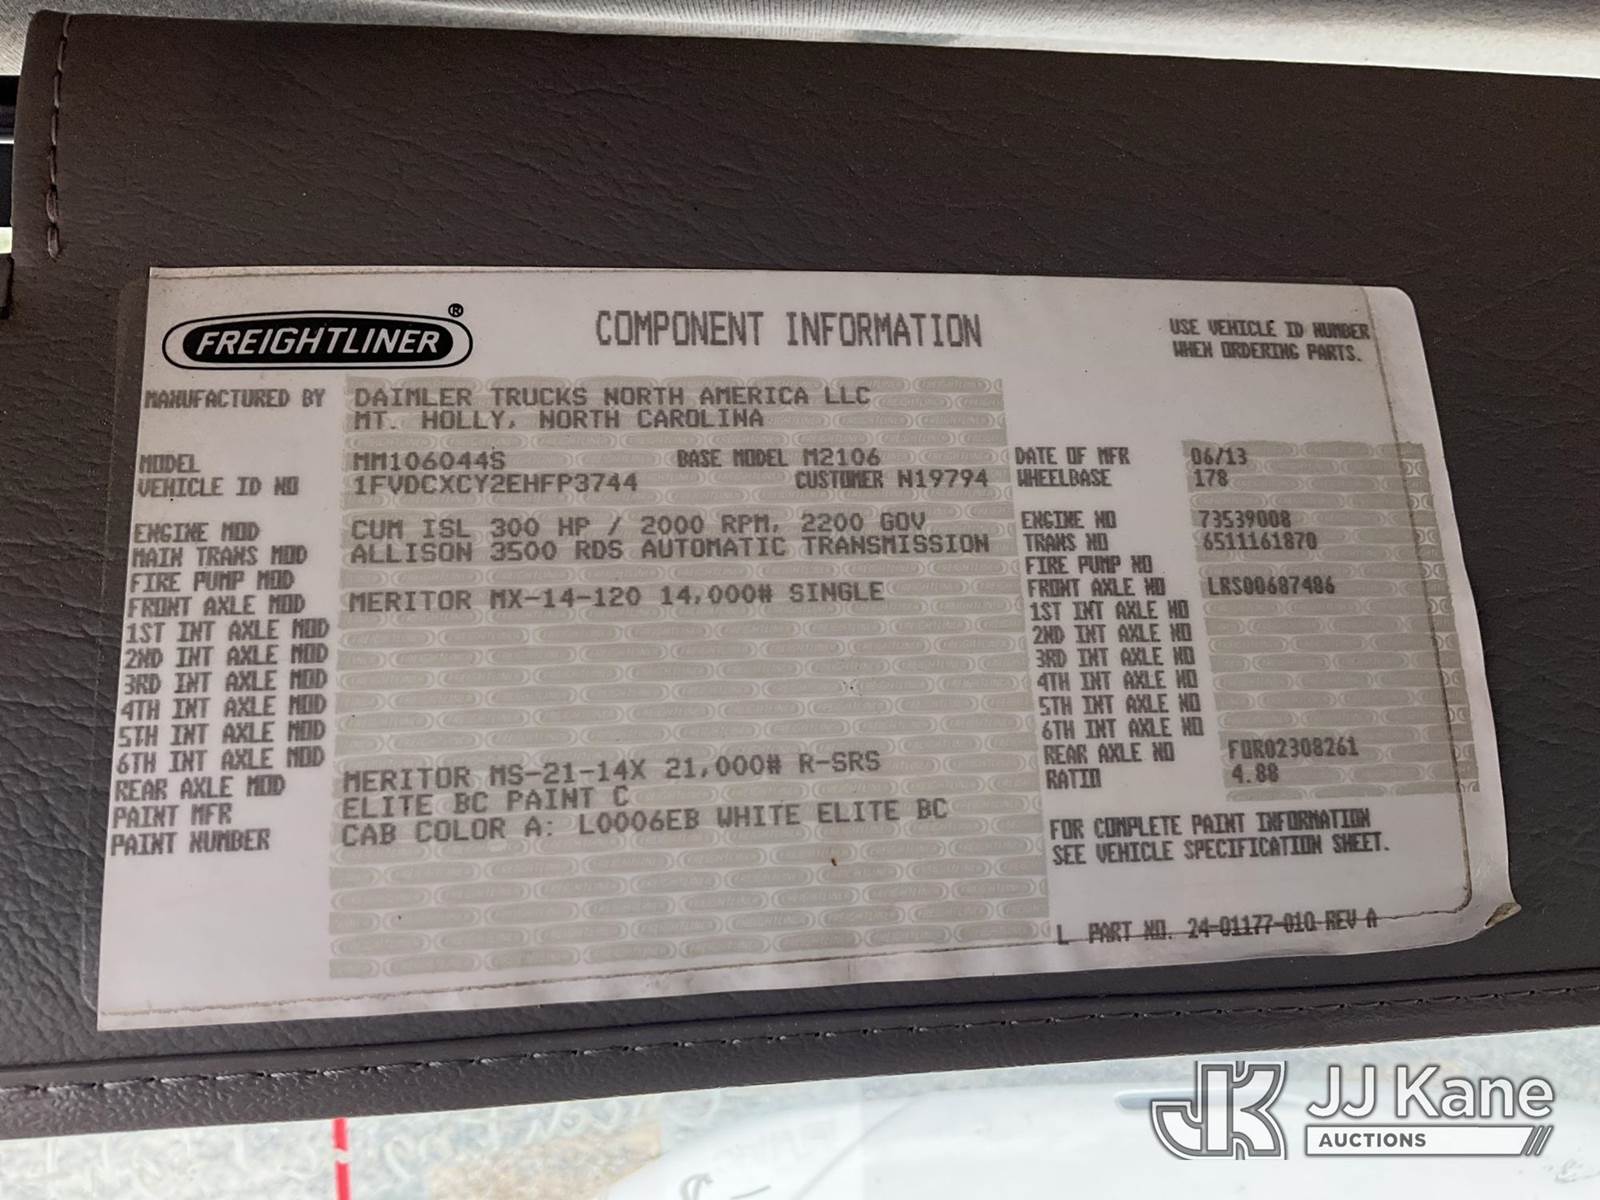 FREIGHTLINER ®
COMPONENT INFORMATION
USE VEHICLE ID NUMBER
WHEN ORDERING PARTS.
MANUFACTURED BY DAIMLER TRUCKS NORTH AMERICA LLC
MT. HOLLY, NORTH CAROLINA
MODEL MM106044S BASE MODEL M2106 DATE OF MFR 06/13
VEHICLE ID NO 1FVDCXCY2EHFP3744 CUSTOMER N19794 WHEELBASE 178
ENGINE MOD CUM ISL 300 HP / 2000 RPM, 2200 GOV ENGINE NO 73539008
MAIN TRANS MOD ALLISON 3500 RDS AUTOMATIC TRANSMISSION TRANS NO 6511161870
FIRE PUMP MOD FIRE PUMP NO
FRONT AXLE MOD MERITOR MX-14-120 14,000# SINGLE FRONT AXLE NO LRS00687486
1ST INT AXLE MOD 1ST INT AXLE NO
2ND INT AXLE MOD 2ND INT AXLE NO
3RD INT AXLE MOD 3RD INT AXLE NO
4TH INT AXLE MOD 4TH INT AXLE NO
5TH INT AXLE MOD 5TH INT AXLE NO
6TH INT AXLE MOD 6TH INT AXLE NO
REAR AXLE MOD MERITOR MS-21-14X 21,000# R-SRS REAR AXLE NO FOR02308261
PAINT MFR ELITE BC PAINT C RATIO 4.88
PAINT NUMBER CAB COLOR A: L0006EB WHITE ELITE BC
FOR COMPLETE PAINT INFORMATION
SEE VEHICLE SPECIFICATION SHEET.
L PART NO. 24-01177-010 REV A
JK JJ Kane
AUCTIONS